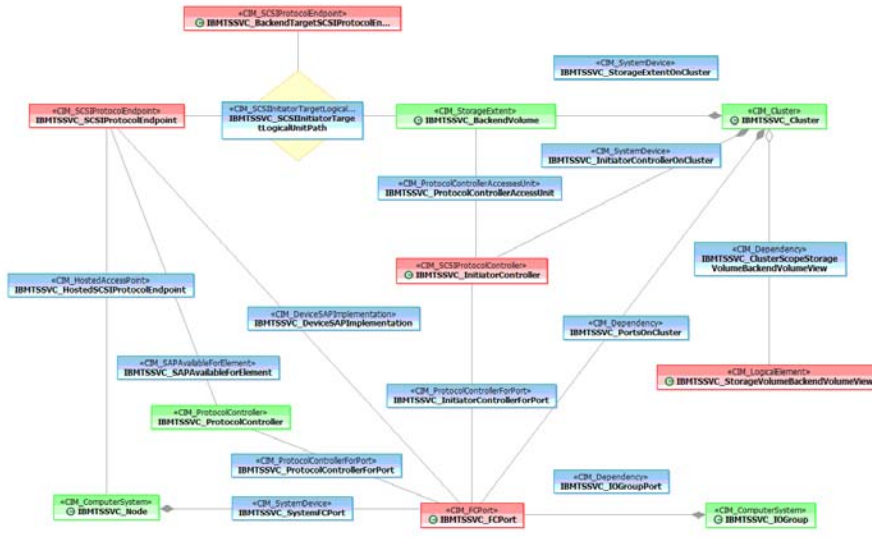 «CIM_SCSIProtocolEndpoint»
IBMTSSVC_BackendTargetSCSIProtocolEn...
«CIM_SystemDevice»
IBMTSSVC_StorageExtentOnCluster
«CIM_SCSIProtocolEndpoint»
IBMTSSVC_SCSIProtocolEndpoint
«CIM_SCSIInitiatorTargetLogical...
IBMTSSVC_SCSIInitiatorTarge
tLogicalUnitPath
«CIM_StorageExtent»
IBMTSSVC_BackendVolume
«CIM_Cluster»
IBMTSSVC_Cluster
«CIM_SystemDevice»
IBMTSSVC_InitiatorControllerOnCluster
«CIM_ProtocolControllerAccessesUnit»
IBMTSSVC_ProtocolControllerAccessUnit
«CIM_Dependency»
IBMTSSVC_ClusterScopeStorage
VolumeBackendVolumeView
«CIM_SCSIProtocolController»
IBMTSSVC_InitiatorController
«CIM_HostedAccessPoint»
IBMTSSVC_HostedSCSIProtocolEndpoint
«CIM_DeviceSAPImplementation»
IBMTSSVC_DeviceSAPImplementation
«CIM_Dependency»
IBMTSSVC_PortsOnCluster
«CIM_SAPAvailableForElement»
IBMTSSVC_SAPAvailableForElement
«CIM_LogicalElement»
IBMTSSVC_StorageVolumeBackendVolumeView
«CIM_ProtocolControllerForPort»
IBMTSSVC_InitiatorControllerForPort
«CIM_ProtocolController»
IBMTSSVC_ProtocolController
«CIM_ProtocolControllerForPort»
IBMTSSVC_ProtocolControllerForPort
«CIM_Dependency»
IBMTSSVC_IOGroupPort
«CIM_ComputerSystem»
IBMTSSVC_Node
«CIM_SystemDevice»
IBMTSSVC_SystemFCPort
«CIM_FCPort»
IBMTSSVC_FCPort
«CIM_ComputerSystem»
IBMTSSVC_IOGroup